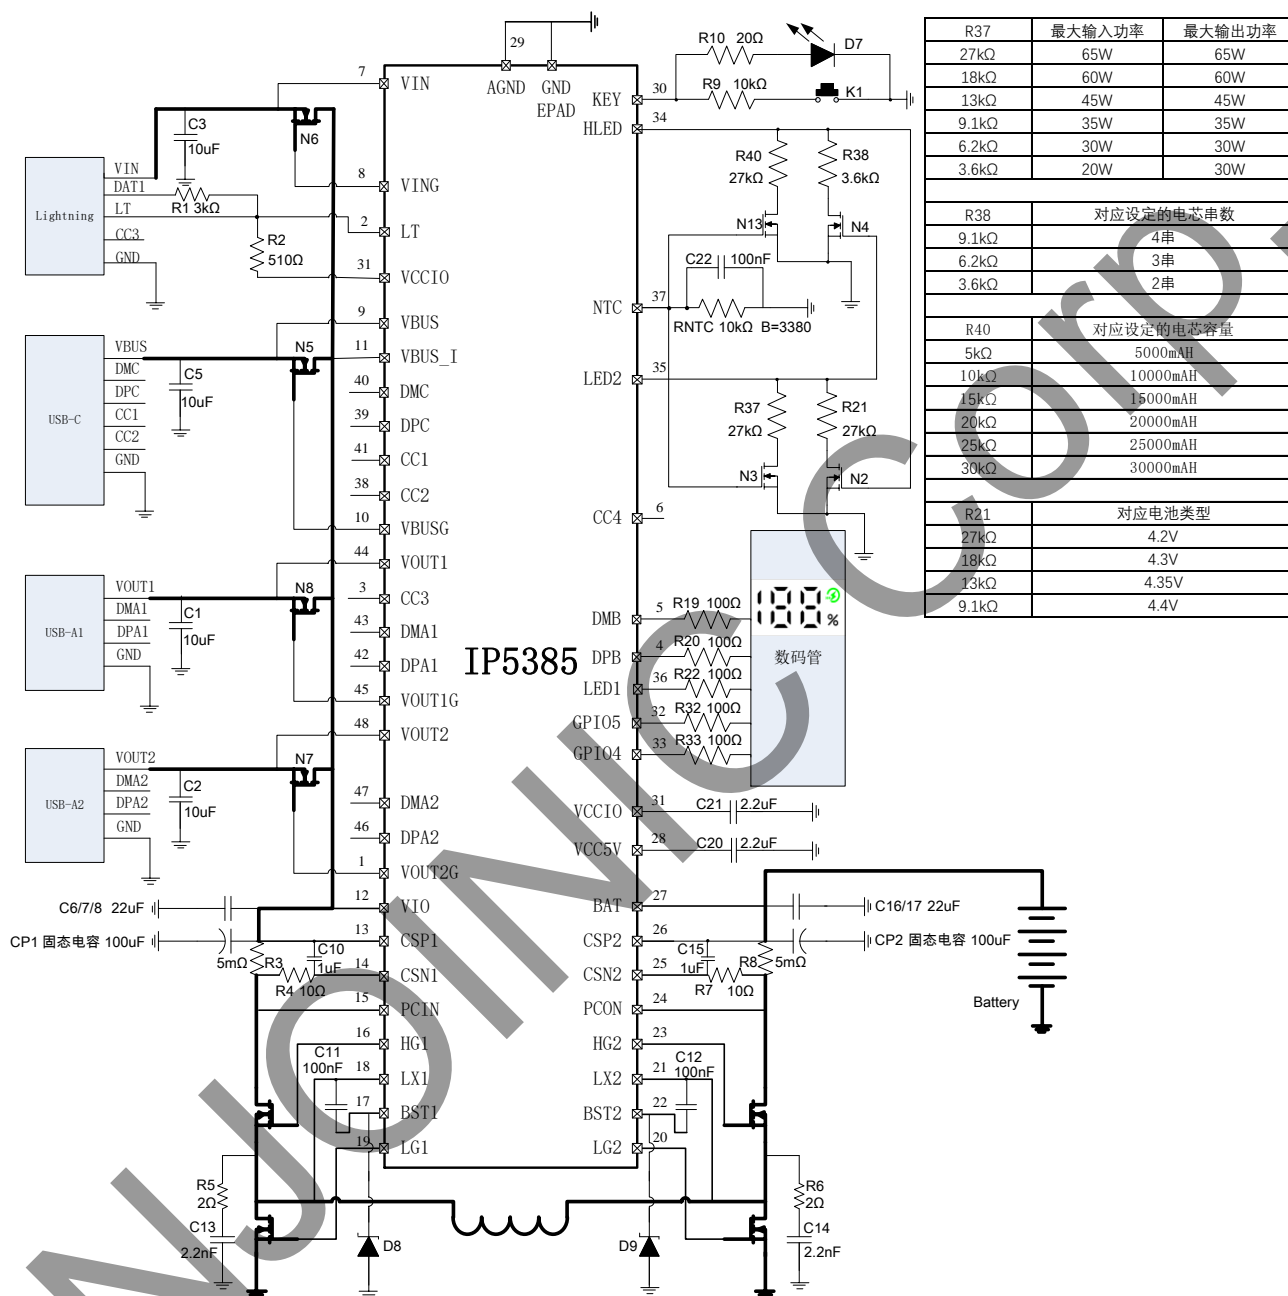 29
AGND GND
EPAD
R10 20Ω
D7
R9 10kΩ
K1
7
VIN
KEY
30
HLED
34
C3
10uF
N6
Lightning
VIN
DAT1
LT
CC3
GND
R1 3kΩ
R2
510Ω
8
VING
2
LT
31
VCCIO
R40
27kΩ
R38
3.6kΩ
N13
N4
C22 100nF
NTC
37
RNTC 10kΩ B=3380
9
VBUS
N5
11
VBUS_I
USB-C
VBUS
DMC
DPC
CC1
CC2
GND
C5
10uF
40
DMC
39
DPC
41
CC1
38
CC2
10
VBUSG
LED2
35
R37
27kΩ
R21
27kΩ
N3
N2
CC4
6
44
VOUT1
N8
3
CC3
USB-A1
VOUT1
DMA1
DPA1
GND
C1
10uF
43
DMA1
42
DPA1
45
VOUT1G
IP5385
DMB
5
R19 100Ω
DPB
4
R20 100Ω
LED1
36
R22 100Ω
GPIO5
32
R32 100Ω
GPIO4
33
R33 100Ω
188%
数码管
48
VOUT2
N7
USB-A2
VOUT2
DMA2
DPA2
GND
C2
10uF
47
DMA2
46
DPA2
1
VOUT2G
VCCIO
31
C21 2.2uF
VCC5V
28
C20 2.2uF
C6/7/8 22uF
12
VIO
BAT
27
C16/17 22uF
CP1 固态电容 100uF
13
CSP1
CSP2
26
CP2 固态电容 100uF
5mΩ
R3
C10
1uF
R4 10Ω
14
CSN1
CSN2
25
C15
1uF
R7 10Ω
R8
5mΩ
Battery
15
PCIN
PCON
24
16
HG1
HG2
23
C11
100nF
18
LX1
LX2
21
C12
100nF
17
BST1
BST2
22
19
LG1
LG2
20
R5
2Ω
C13
2.2nF
D8
D9
R6
2Ω
C14
2.2nF
R37 最大输入功率 最大输出功率
27kΩ 65W 65W
18kΩ 60W 60W
13kΩ 45W 45W
9.1kΩ 35W 35W
6.2kΩ 30W 30W
3.6kΩ 20W 30W
R38 对应设定的电芯串数
9.1kΩ 4串
6.2kΩ 3串
3.6kΩ 2串
R40 对应设定的电芯容量
5kΩ 5000mAH
10kΩ 10000mAH
15kΩ 15000mAH
20kΩ 20000mAH
25kΩ 25000mAH
30kΩ 30000mAH
R21 对应电池类型
27kΩ 4.2V
18kΩ 4.3V
13kΩ 4.35V
9.1kΩ 4.4V
NJOINIC Corp.